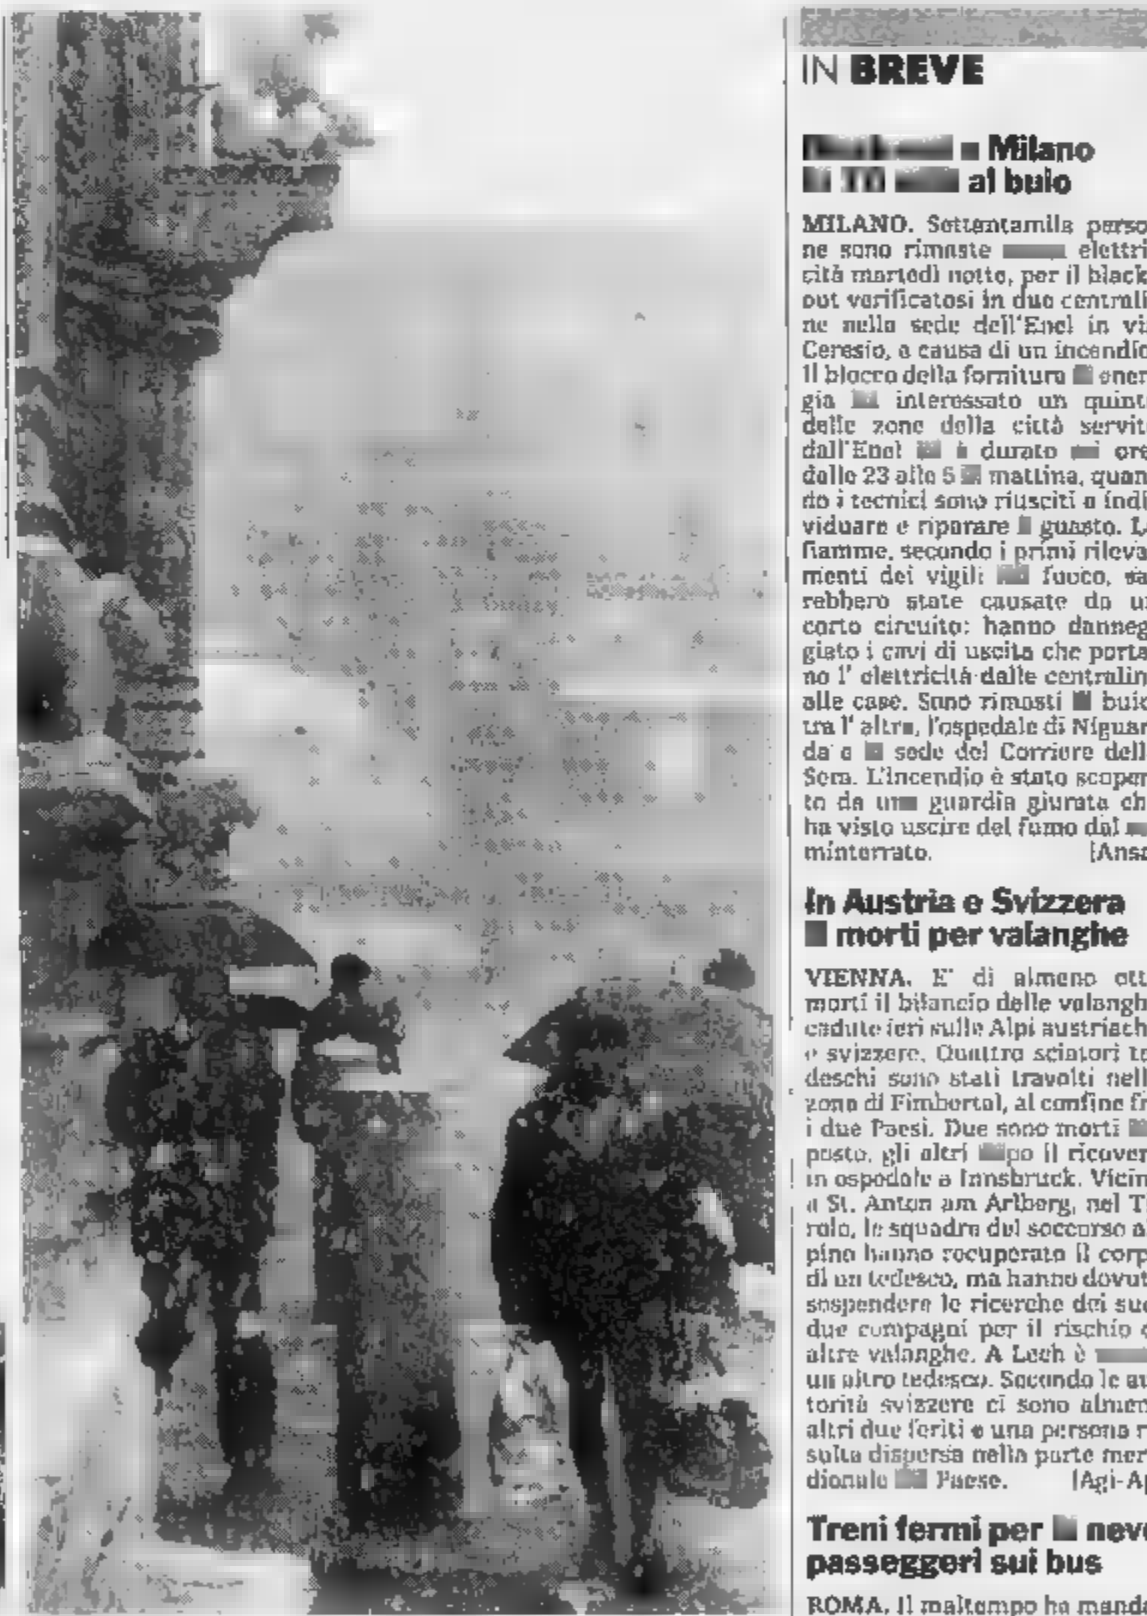 IN BREVE
Milano
al buio
MILANO. Settantamila perso
ne sono rimaste elettri
cità martedì notte, per il black
out verificatosi in due centrali
ne nella sede dell'Enel in vi
Ceresio, a causa di un incendio
Il blocco della fornitura ener
gia interessato un quint
delle zone della città servit
dall'Enel è durato ore
dalle 23 alle 5 mattina, quan
do i tecnici sono riusciti a indi
viduare e riparare guasto. L
fiamme, secondo i primi rileva
menti dei vigili fuoco, sa
rebbero state causate da u
corto circuito: hanno danneg
giato i cavi di uscita che porta
no l' elettricità dalle centralin
alle case. Sono rimasti buio
tra l' altro, l'ospedale di Niguar
da e sede del Corriere dell
Sera. L'incendio è stato scoper
to da una guardia giurata ch
ha visto uscire del fumo dal
minterrato. [Ansa
In Austria e Svizzera
morti per valanghe
VIENNA. E' di almeno ott
morti il bilancio delle valangh
cadute ieri sulle Alpi austriach
e svizzere. Quattro sciatori te
deschi sono stati travolti nell
zona di Fimbertal, al confine fr
i due Paesi. Due sono morti
posto, gli altri il ricover
in ospedale a Innsbruck. Vicin
a St. Anton am Arlberg, nel Ti
rolo, le squadre del soccorso al
pino hanno recuperato il corp
di un tedesco, ma hanno dovut
sospendere le ricerche dei suo
due compagni per il rischio d
altre valanghe. A Lech è
un altro tedesco. Secondo le au
torità svizzere ci sono almen
altri due feriti e una persona ri
sulta dispersa nella parte meri
dionale Paese. [Agi-Ap
Treni fermi per neve
passeggeri sui bus
ROMA. Il maltempo ha manda